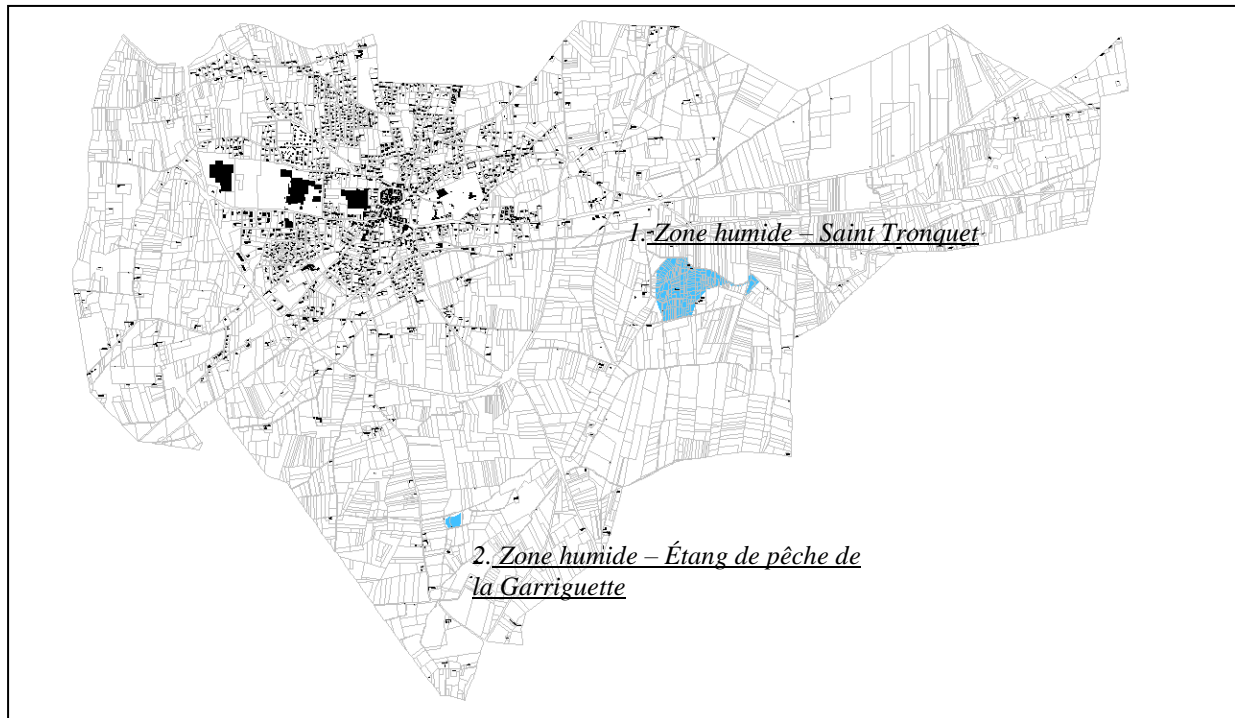 1. Zone humide – Saint Tronquet
2. Zone humide – Étang de pêche de
la Garriguette